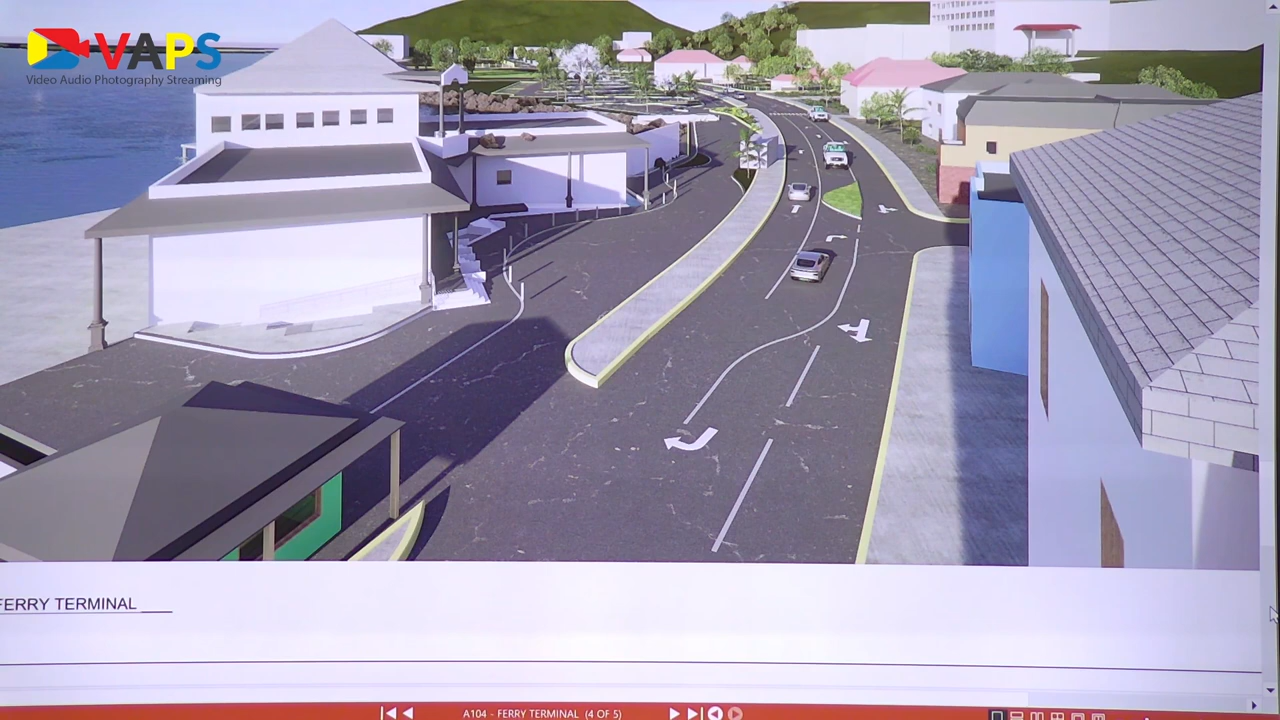 VAPS
Video Audio Photography Streaming
FERRY TERMINAL
A104 - FERRY TERMINAL (4 OF 5)